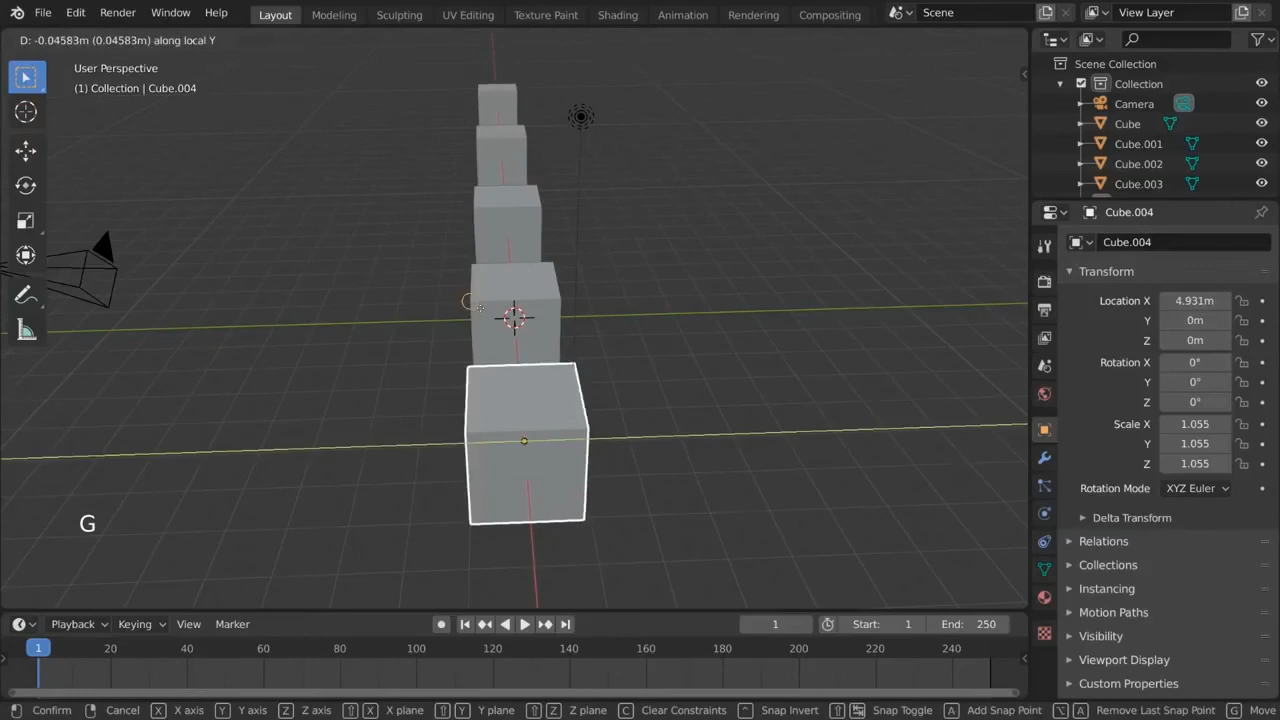 File Edit Render Window Help Layout Modeling Sculpting UV Editing Texture Paint Shading Animation Rendering Compositing Scene View Layer
D: -0.04583m (0.04583m) along local Y
User Perspective
(1) Collection | Cube.004
G
Scene Collection
Collection
Camera
Cube
Cube.001
Cube.002
Cube.003
Cube.004
Cube.004
Transform
Location X 4.931m
Y 0m
Z 0m
Rotation X 0°
Y 0°
Z 0°
Scale X 1.055
Y 1.055
Z 1.055
Rotation Mode XYZ Euler
Delta Transform
Relations
Collections
Instancing
Motion Paths
Visibility
Viewport Display
Custom Properties
Playback Keying View Marker 1 Start: 1 End: 250
1 20 40 60 80 100 120 140 160 180 200 220 240
Confirm Cancel X X axis Y Y axis Z Z axis X X plane Y Y plane Z Z plane C Clear Constraints ^ Snap Invert Snap Toggle A Add Snap Point A Remove Last Snap Point G Move